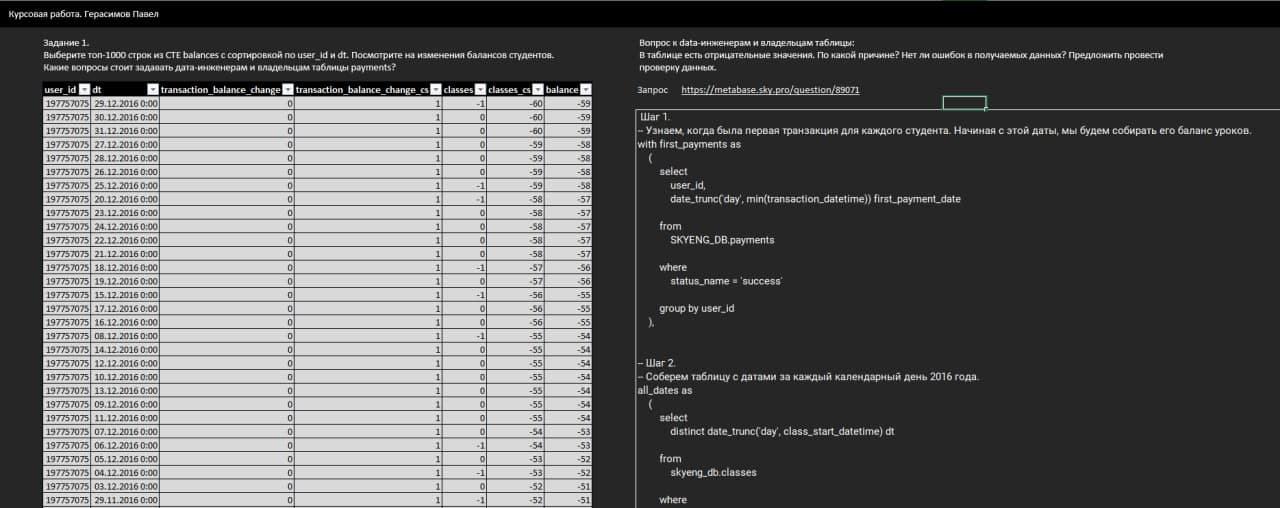 Курсовая работа. Герасимов Павел
Задание 1.
Выберите топ-1000 строк из CTE balances с сортировкой по user_id и dt. Посмотрите на изменения балансов студентов.
Какие вопросы стоит задавать дата-инженерам и владельцам таблицы payments?
user_id dt transaction_balance_change transaction_balance_change_cs classes classes_cs balance
197757075 29.12.2016 0:00 0 1 -1 -60 -59
197757075 30.12.2016 0:00 0 1 0 -60 -59
197757075 31.12.2016 0:00 0 1 0 -60 -59
197757075 27.12.2016 0:00 0 1 0 -59 -58
197757075 28.12.2016 0:00 0 1 0 -59 -58
197757075 26.12.2016 0:00 0 1 0 -59 -58
197757075 25.12.2016 0:00 0 1 -1 -59 -58
197757075 20.12.2016 0:00 0 1 -1 -58 -57
197757075 23.12.2016 0:00 0 1 0 -58 -57
197757075 24.12.2016 0:00 0 1 0 -58 -57
197757075 22.12.2016 0:00 0 1 0 -58 -57
197757075 21.12.2016 0:00 0 1 0 -58 -57
197757075 18.12.2016 0:00 0 1 -1 -57 -56
197757075 19.12.2016 0:00 0 1 0 -57 -56
197757075 15.12.2016 0:00 0 1 -1 -56 -55
197757075 17.12.2016 0:00 0 1 0 -56 -55
197757075 16.12.2016 0:00 0 1 0 -56 -55
197757075 08.12.2016 0:00 0 1 -1 -55 -54
197757075 14.12.2016 0:00 0 1 0 -55 -54
197757075 12.12.2016 0:00 0 1 0 -55 -54
197757075 10.12.2016 0:00 0 1 0 -55 -54
197757075 13.12.2016 0:00 0 1 0 -55 -54
197757075 09.12.2016 0:00 0 1 0 -55 -54
197757075 11.12.2016 0:00 0 1 0 -55 -54
197757075 07.12.2016 0:00 0 1 0 -54 -53
197757075 06.12.2016 0:00 0 1 -1 -54 -53
197757075 05.12.2016 0:00 0 1 0 -53 -52
197757075 04.12.2016 0:00 0 1 -1 -53 -52
197757075 03.12.2016 0:00 0 1 0 -52 -51
197757075 29.11.2016 0:00 0 1 -1 -52 -51
Вопрос к data-инженерам и владельцам таблицы:
В таблице есть отрицательные значения. По какой причине? Нет ли ошибок в получаемых данных? Предложить провести
проверку данных.
Запрос https://metabase.sky.pro/question/89071
Шаг 1.
-- Узнаем, когда была первая транзакция для каждого студента. Начиная с этой даты, мы будем собирать его баланс уроков.
with first_payments as
(
select
user_id,
date_trunc('day', min(transaction_datetime)) first_payment_date
from
SKYENG_DB.payments
where
status_name = 'success'
group by user_id
),
-- Шаг 2.
-- Соберем таблицу с датами за каждый календарный день 2016 года.
all_dates as
(
select
distinct date_trunc('day', class_start_datetime) dt
from
skyeng_db.classes
where